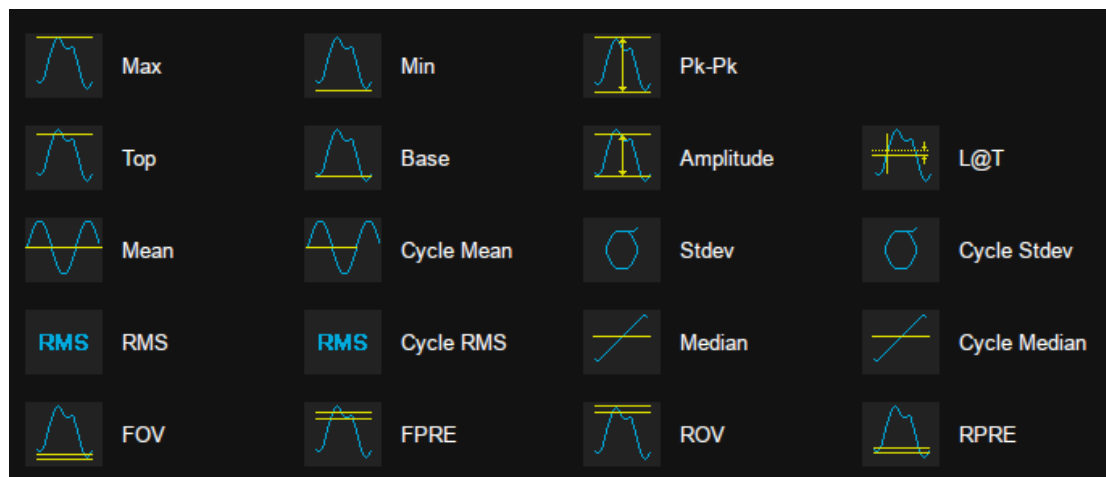 Max Min Pk-Pk
Top Base Amplitude L@T
Mean Cycle Mean Stdev Cycle Stdev
RMS RMS RMS Cycle RMS Median Cycle Median
FOV FPRE ROV RPRE